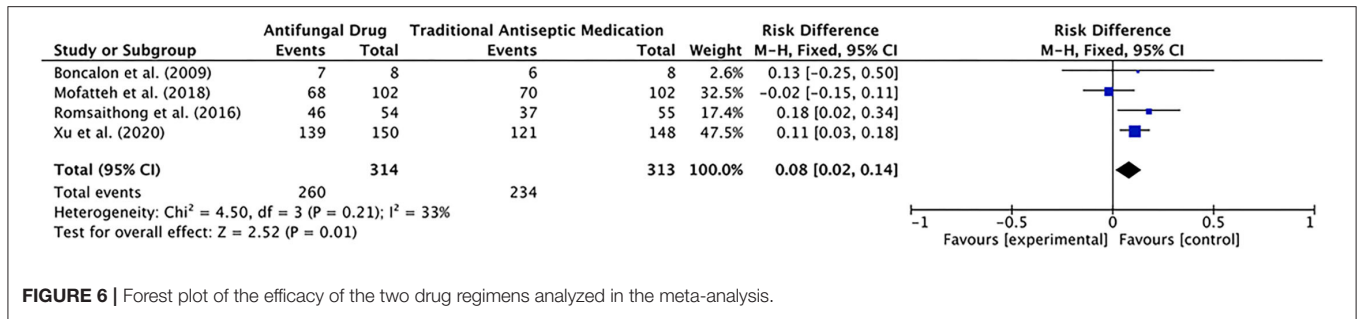 Antifungal Drug Traditional Antiseptic Medication Risk Difference Risk Difference
Study or Subgroup Events Total Events Total Weight M-H, Fixed, 95% CI M-H, Fixed, 95% CI
Boncalon et al. (2009) 7 8 6 8 2.6% 0.13 [-0.25, 0.50]
Mofatteh et al. (2018) 68 102 70 102 32.5% -0.02 [-0.15, 0.11]
Romsaithong et al. (2016) 46 54 37 55 17.4% 0.18 [0.02, 0.34]
Xu et al. (2020) 139 150 121 148 47.5% 0.11 [0.03, 0.18]
Total (95% CI) 314 313 100.0% 0.08 [0.02, 0.14]
Total events 260 234
Heterogeneity: Chi² = 4.50, df = 3 (P = 0.21); I² = 33%
Test for overall effect: Z = 2.52 (P = 0.01)
-1 -0.5 0 0.5 1
Favours [experimental] Favours [control]
FIGURE 6 | Forest plot of the efficacy of the two drug regimens analyzed in the meta-analysis.